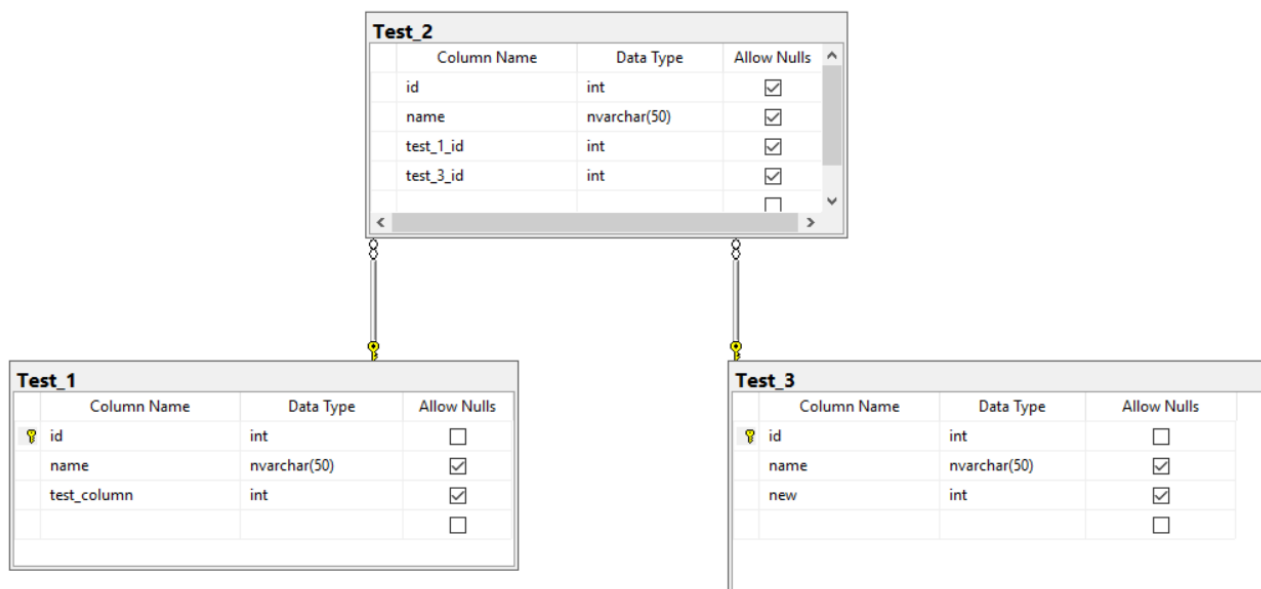 Test_2
Column Name Data Type Allow Nulls
id int
name nvarchar(50)
test_1_id int
test_3_id int
Test_1
Column Name Data Type Allow Nulls
id int
name nvarchar(50)
test_column int
Test_3
Column Name Data Type Allow Nulls
id int
name nvarchar(50)
new int